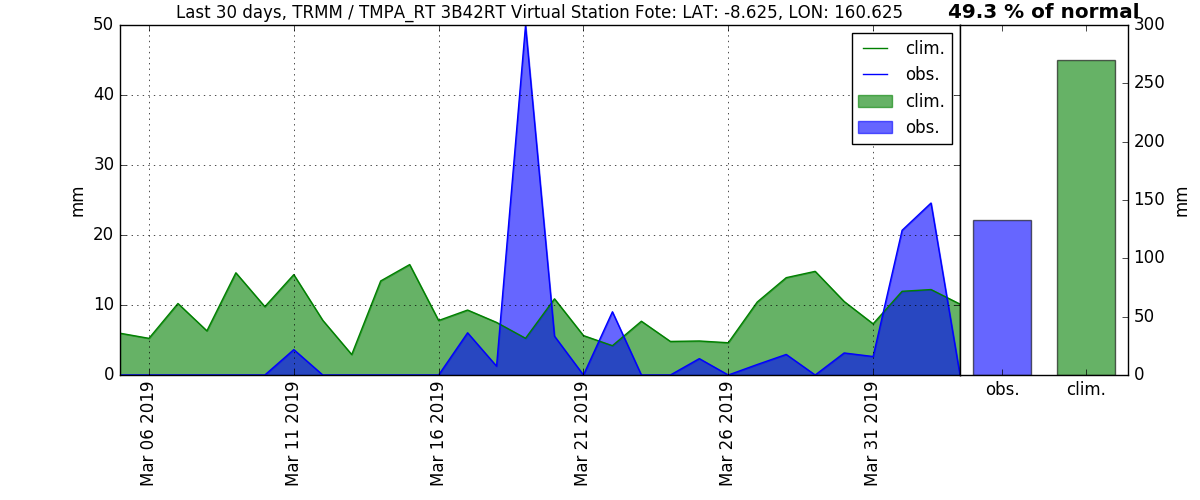 Last 30 days, TRMM / TMPA_RT 3B42RT Virtual Station Fote: LAT: -8.625, LON: 160.625
49.3 % of normal
clim.
obs.
clim.
obs.
50
40
30
20
10
0
mm
Mar 06 2019
Mar 11 2019
Mar 16 2019
Mar 21 2019
Mar 26 2019
Mar 31 2019
300
250
200
150
100
50
0
mm
obs.
clim.